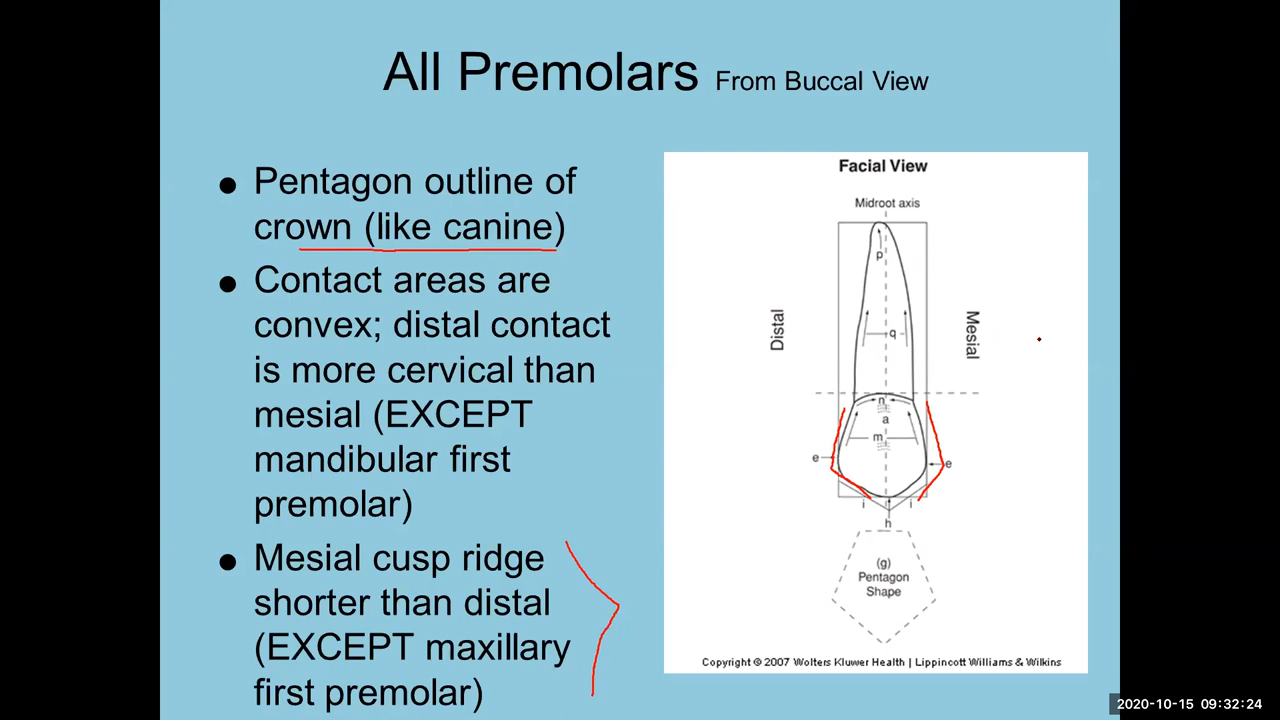 All Premolars From Buccal View
● Pentagon outline of
crown (like canine)
● Contact areas are
convex; distal contact
is more cervical than
mesial (EXCEPT
mandibular first
premolar)
● Mesial cusp ridge
shorter than distal
(EXCEPT maxillary
first premolar)
Facial View
Midroot axis
p
Distal
Mesial
q
n
a
m
e
e
i
i
h
(g)
Pentagon
Shape
Copyright © 2007 Wolters Kluwer Health | Lippincott Williams & Wilkins
2020-10-15 09:32:24